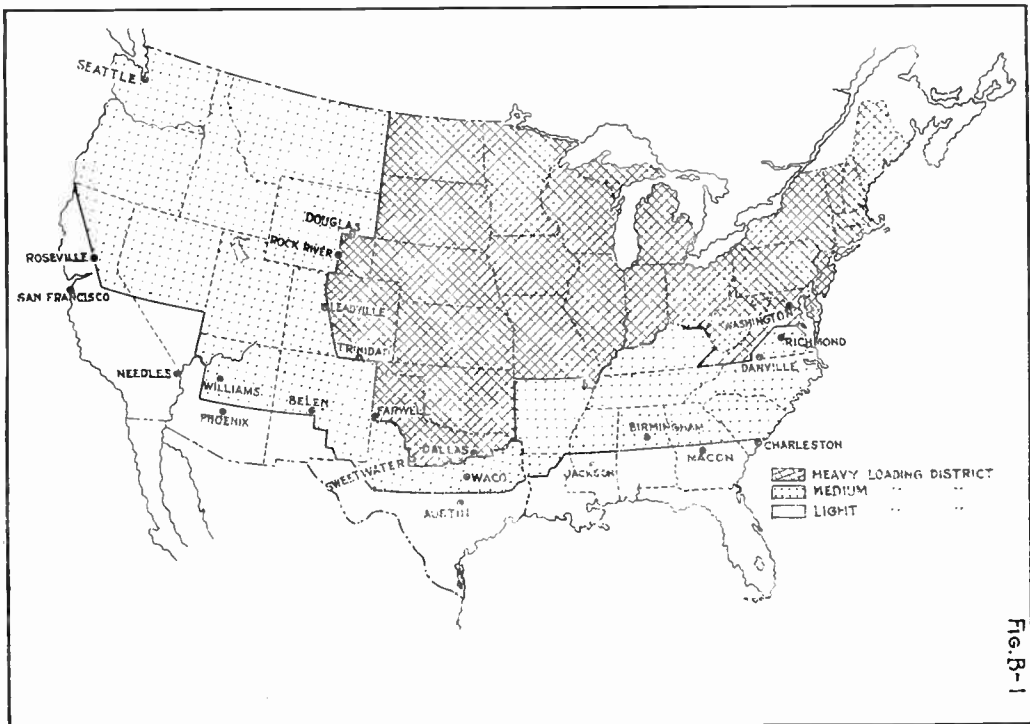 SEATTLE
DOUGLAS
ROCK RIVER
ROSEVILLE
SAN FRANCISCO
LEADVILLE
WASHINGTON
RICHMOND
TRINIDAD
DANVILLE
NEEDLES
WILLIAMS
BELEN
FARWELL
PHOENIX
BIRMINGHAM
CHARLESTON
DALLAS
MACON
SWEETWATER
WACO
JACKSON
AUSTIN
HEAVY LOADING DISTRICT
MEDIUM " "
LIGHT " "
FIG. B-1